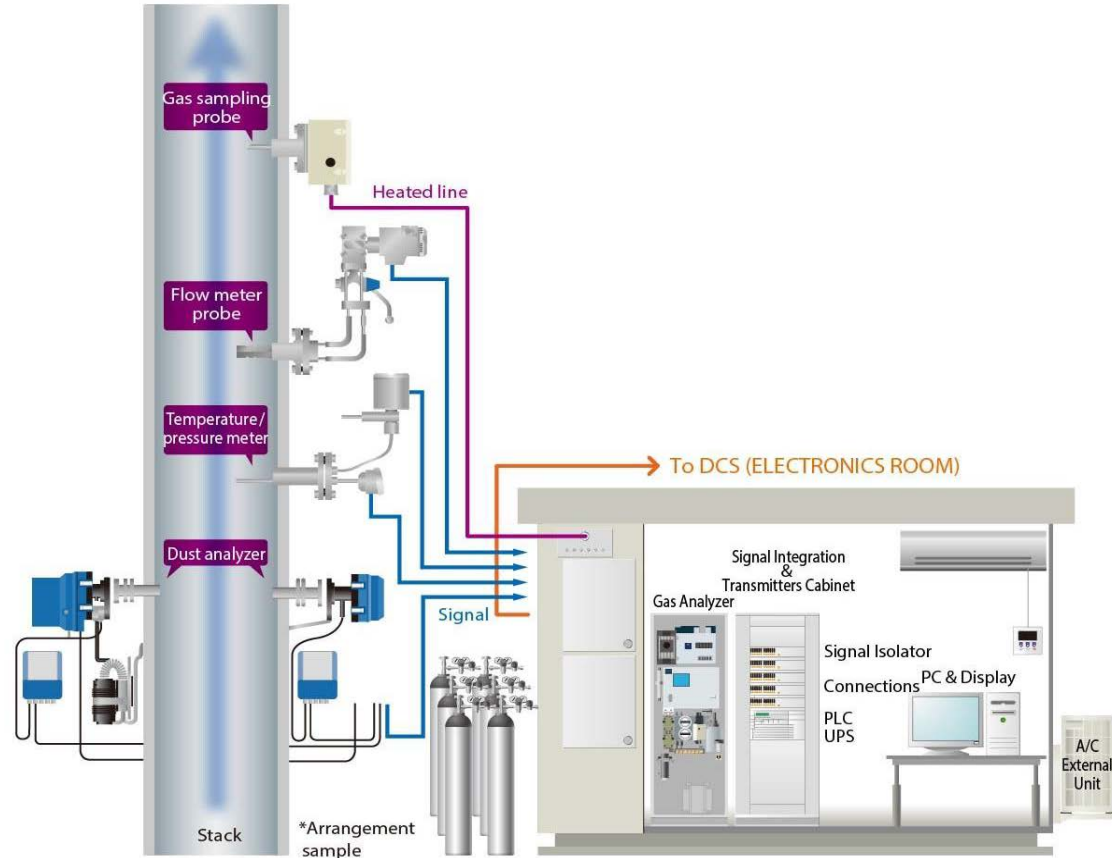 Gas sampling
probe
Heated line
Flow meter
probe
Temperature/
pressure meter
To DCS (ELECTRONICS ROOM)
Dust analyzer
Signal
Signal Integration
&
Transmitters Cabinet
Gas Analyzer
Signal Isolator
Connections
PC & Display
PLC
UPS
A/C
External
Unit
Stack
*Arrangement
sample